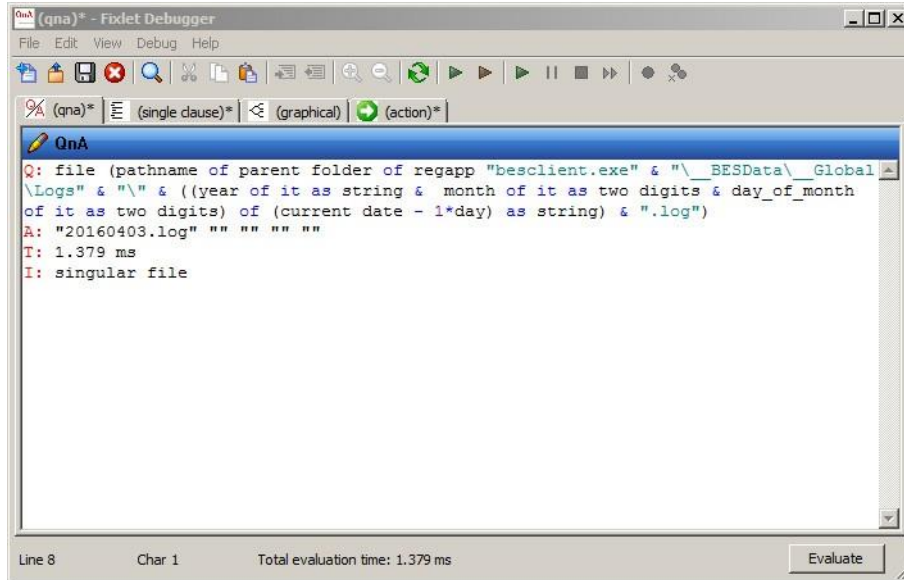 (qna)* - Fixlet Debugger
File Edit View Debug Help
(qna)* (single clause)* (graphical) (action)*
QnA
Q: file (pathname of parent folder of regapp "besclient.exe" & "\__BESData\__Global
\Logs" & "\" & ((year of it as string &  month of it as two digits & day_of_month
of it as two digits) of (current date - 1*day) as string) & ".log")
A: "20160403.log" "" "" "" ""
T: 1.379 ms
I: singular file
Line 8 Char 1 Total evaluation time: 1.379 ms Evaluate